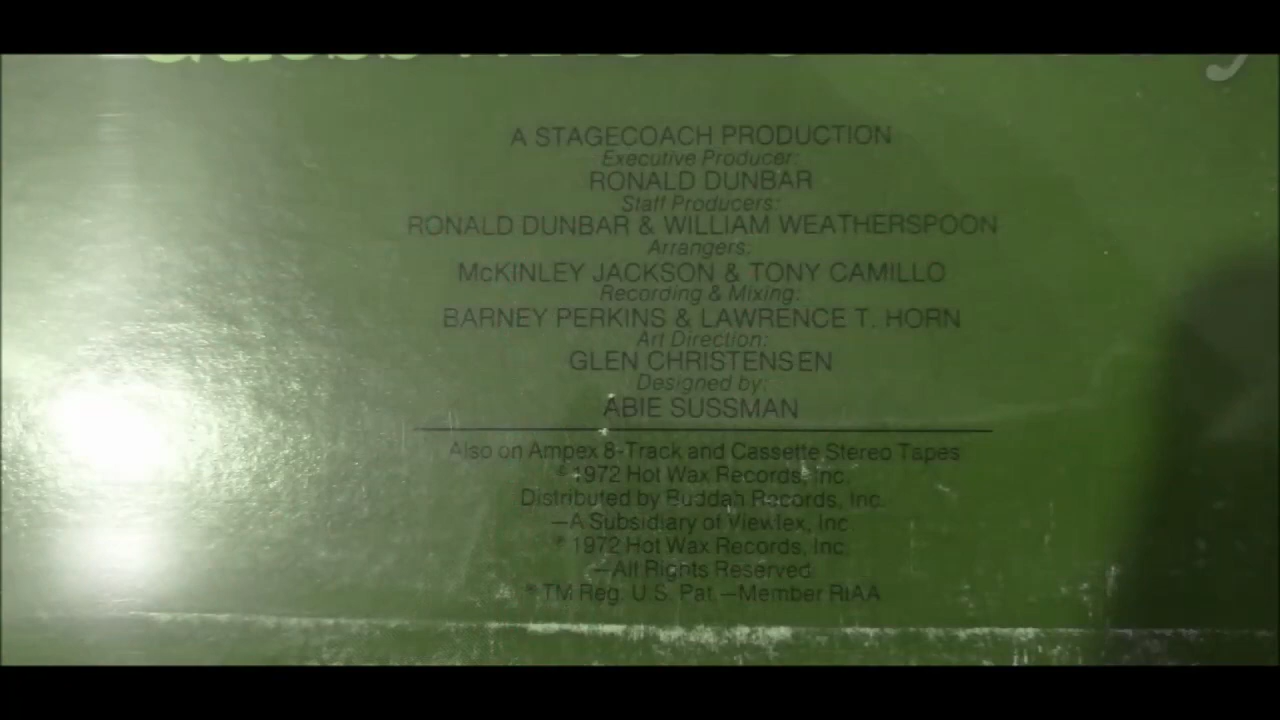 A STAGECOACH PRODUCTION
Executive Producer:
RONALD DUNBAR
Staff Producers:
RONALD DUNBAR & WILLIAM WEATHERSPOON
Arrangers:
McKINLEY JACKSON & TONY CAMILLO
Recording & Mixing:
BARNEY PERKINS & LAWRENCE T. HORN
Art Direction:
GLEN CHRISTENSEN
Designed by:
ABIE SUSSMAN
Also on Ampex 8-Track and Cassette Stereo Tapes
℗ 1972 Hot Wax Records, Inc.
Distributed by Buddah Records, Inc.
—A Subsidiary of Viewlex, Inc.
© 1972 Hot Wax Records, Inc.
—All Rights Reserved
® TM Reg. U.S. Pat.—Member RIAA